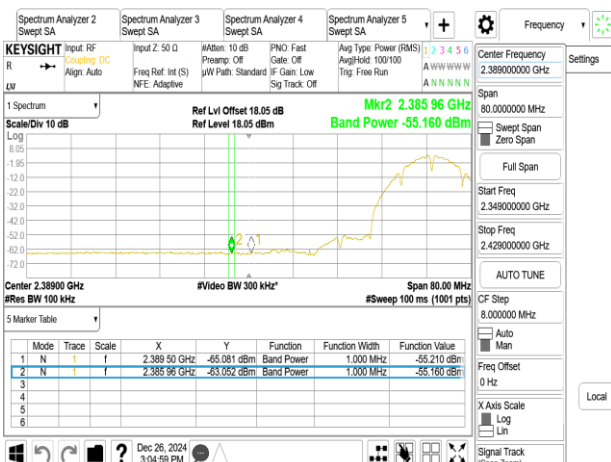 Spectrum Analyzer 2
Swept SA
Spectrum Analyzer 3
Swept SA
Spectrum Analyzer 4
Swept SA
Spectrum Analyzer 5
Swept SA
+
Frequency
KEYSIGHT
R
LXI
Input: RF
Coupling: DC
Align: Auto
Input Z: 50 Ω
Freq Ref: Int (S)
NFE: Adaptive
#Atten: 10 dB
Preamp: Off
µW Path: Standard
PNO: Fast
Gate: Off
IF Gain: Low
Sig Track: Off
Avg Type: Power (RMS)
Avg|Hold: 100/100
Trig: Free Run
1 2 3 4 5 6
A W W W W W
A N N N N N
1 Spectrum
Scale/Div 10 dB
Log
Ref Lvl Offset 18.05 dB
Ref Level 18.05 dBm
Mkr2 2.385 96 GHz
Band Power -55.160 dBm
8.05
-1.95
-12.0
-22.0
-32.0
-42.0
-52.0
-62.0
-72.0
2 1
Center 2.38900 GHz
#Res BW 100 kHz
#Video BW 300 kHz*
Span 80.00 MHz
#Sweep 100 ms (1001 pts)
5 Marker Table
Mode Trace Scale X Y Function Function Width Function Value
1 N 1 f 2.389 50 GHz -65.081 dBm Band Power 1.000 MHz -55.210 dBm
2 N 1 f 2.385 96 GHz -63.052 dBm Band Power 1.000 MHz -55.160 dBm
3
4
5
6
?
Dec 26, 2024
3:04:59 PM
Center Frequency
2.389000000 GHz
Span
80.0000000 MHz
Swept Span
Zero Span
Full Span
Start Freq
2.349000000 GHz
Stop Freq
2.429000000 GHz
AUTO TUNE
CF Step
8.000000 MHz
Auto
Man
Freq Offset
0 Hz
X Axis Scale
Log
Lin
Signal Track
(Span Zoom)
Settings
Local